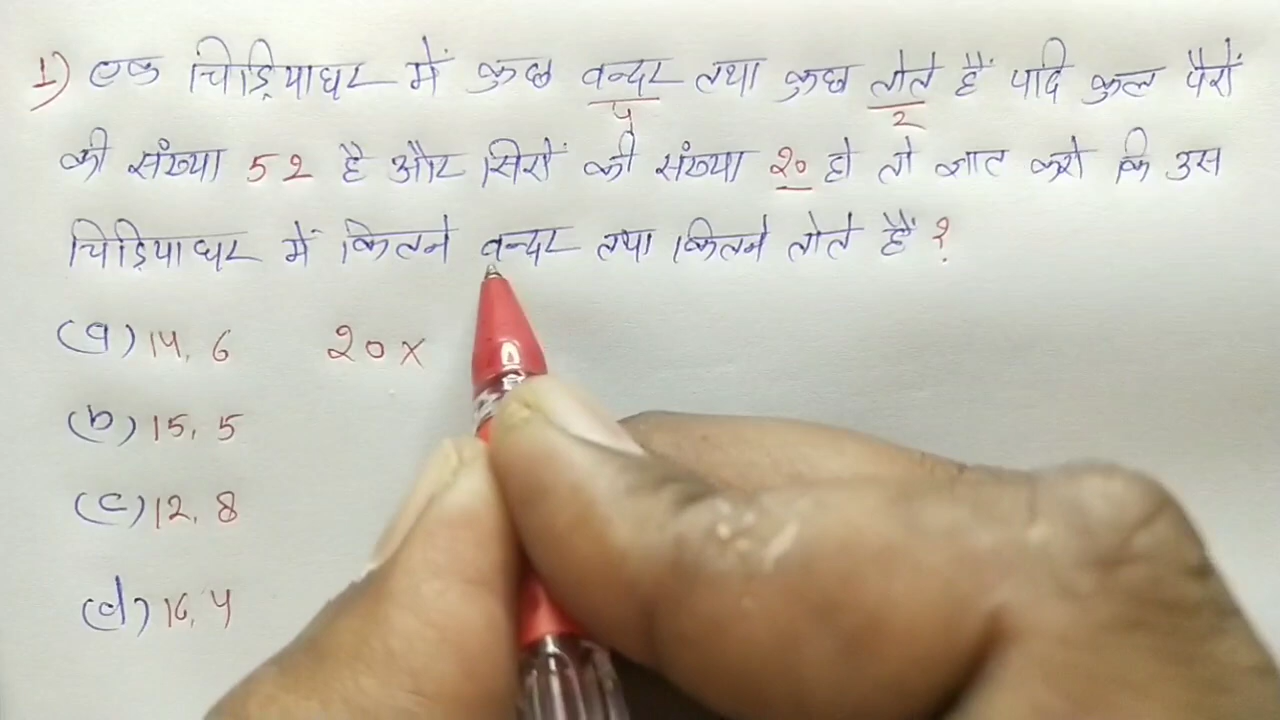 1) एक चिड़ियाघर में कुछ बन्दर तथा कुछ तोते हैं यदि कुल पैरों
4 2
की संख्या 52 है और सिरों की संख्या 20 हो तो ज्ञात करो कि उस
चिड़ियाघर में कितने बन्दर तथा कितने तोते हैं ?
(a) 14, 6 20 x
(b) 15, 5
(c) 12, 8
(d) 16, 4